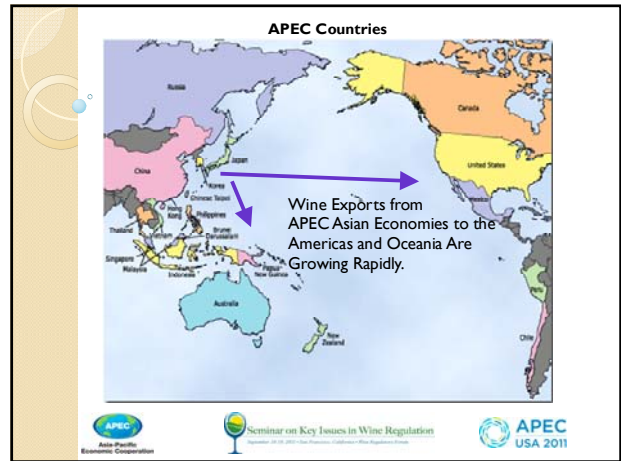 APEC Countries
Russia
Canada
China
Japan
Korea
United States
Chinese Taipei
Mexico
Hong
Kong
Philippines
Thailand
Vietnam
Brunei
Darussalam
Singapore
Malaysia
Indonesia
Papua
New Guinea
Wine Exports from
APEC Asian Economies to the
Americas and Oceania Are
Growing Rapidly.
Peru
Australia
New
Zealand
Chile
APEC
Asia-Pacific
Economic Cooperation
Seminar on Key Issues in Wine Regulation
APEC
USA 2011